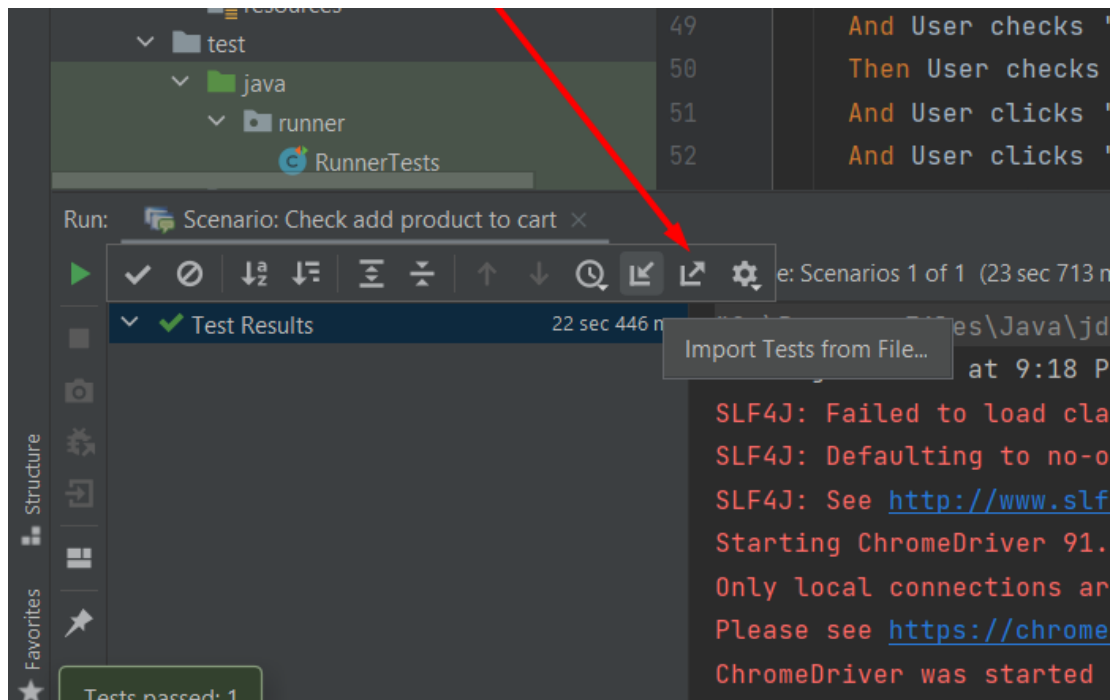 resources
test
java
runner
RunnerTests
49 And User checks "
50 Then User checks
51 And User clicks "
52 And User clicks "
Run: Scenario: Check add product to cart
e: Scenarios 1 of 1 (23 sec 713 m
Test Results 22 sec 446 m
Import Tests from File...
es\Java\jd
at 9:18 P
SLF4J: Failed to load cla
SLF4J: Defaulting to no-o
SLF4J: See http://www.slf
Starting ChromeDriver 91.
Only local connections ar
Please see https://chrome
ChromeDriver was started
Structure
Favorites
Tests passed: 1